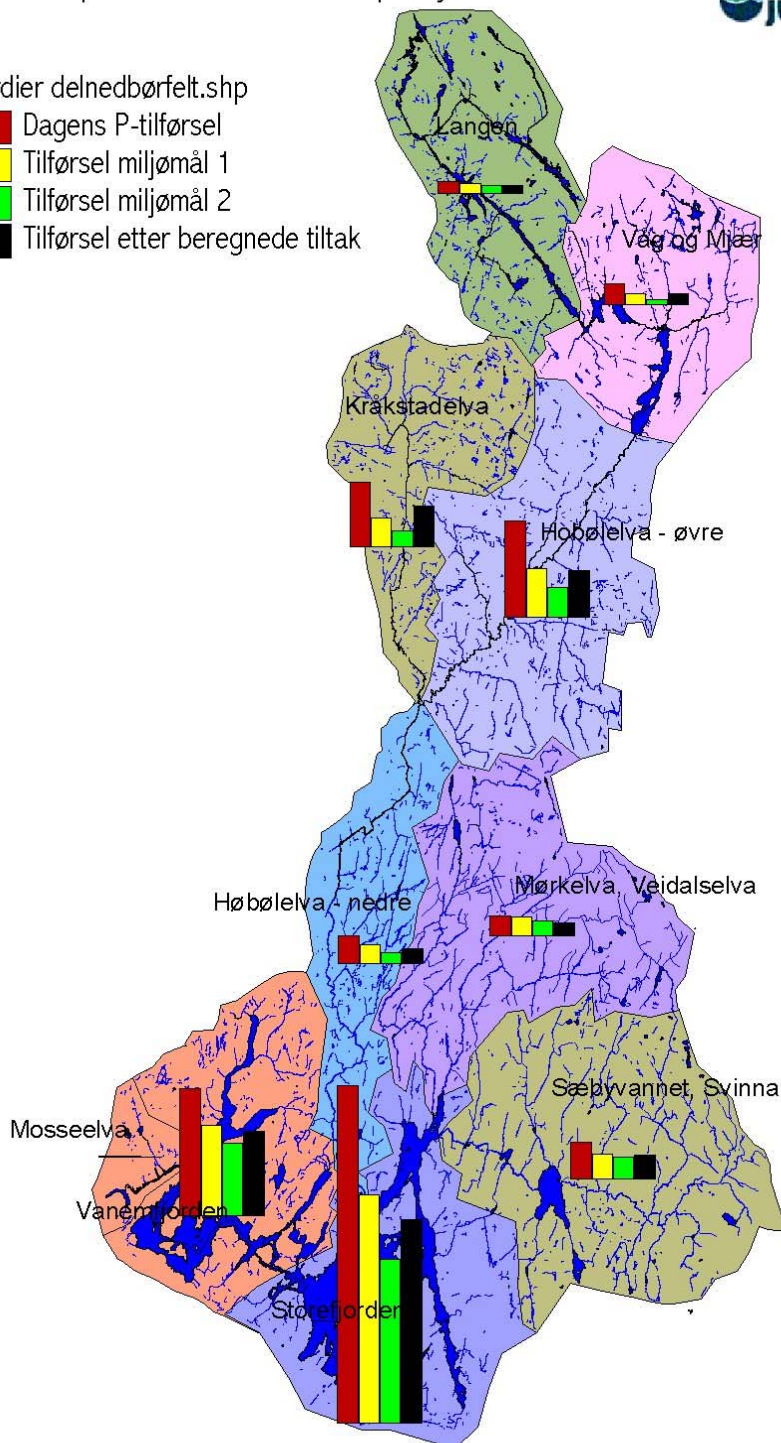 delnedbørfelt.shp
Dagens P-tilførsel
Tilførsel miljømål 1
Tilførsel miljømål 2
Tilførsel etter beregnede tiltak
Langen
Våg og Mjær
Kråkstadelva
Hobølelva - øvre
Mørkelva, Veidalselva
Høbølelva - nedre
Sæbyvannet, Svinna
Mosseelva
Vanemfjorden
Storefjorden